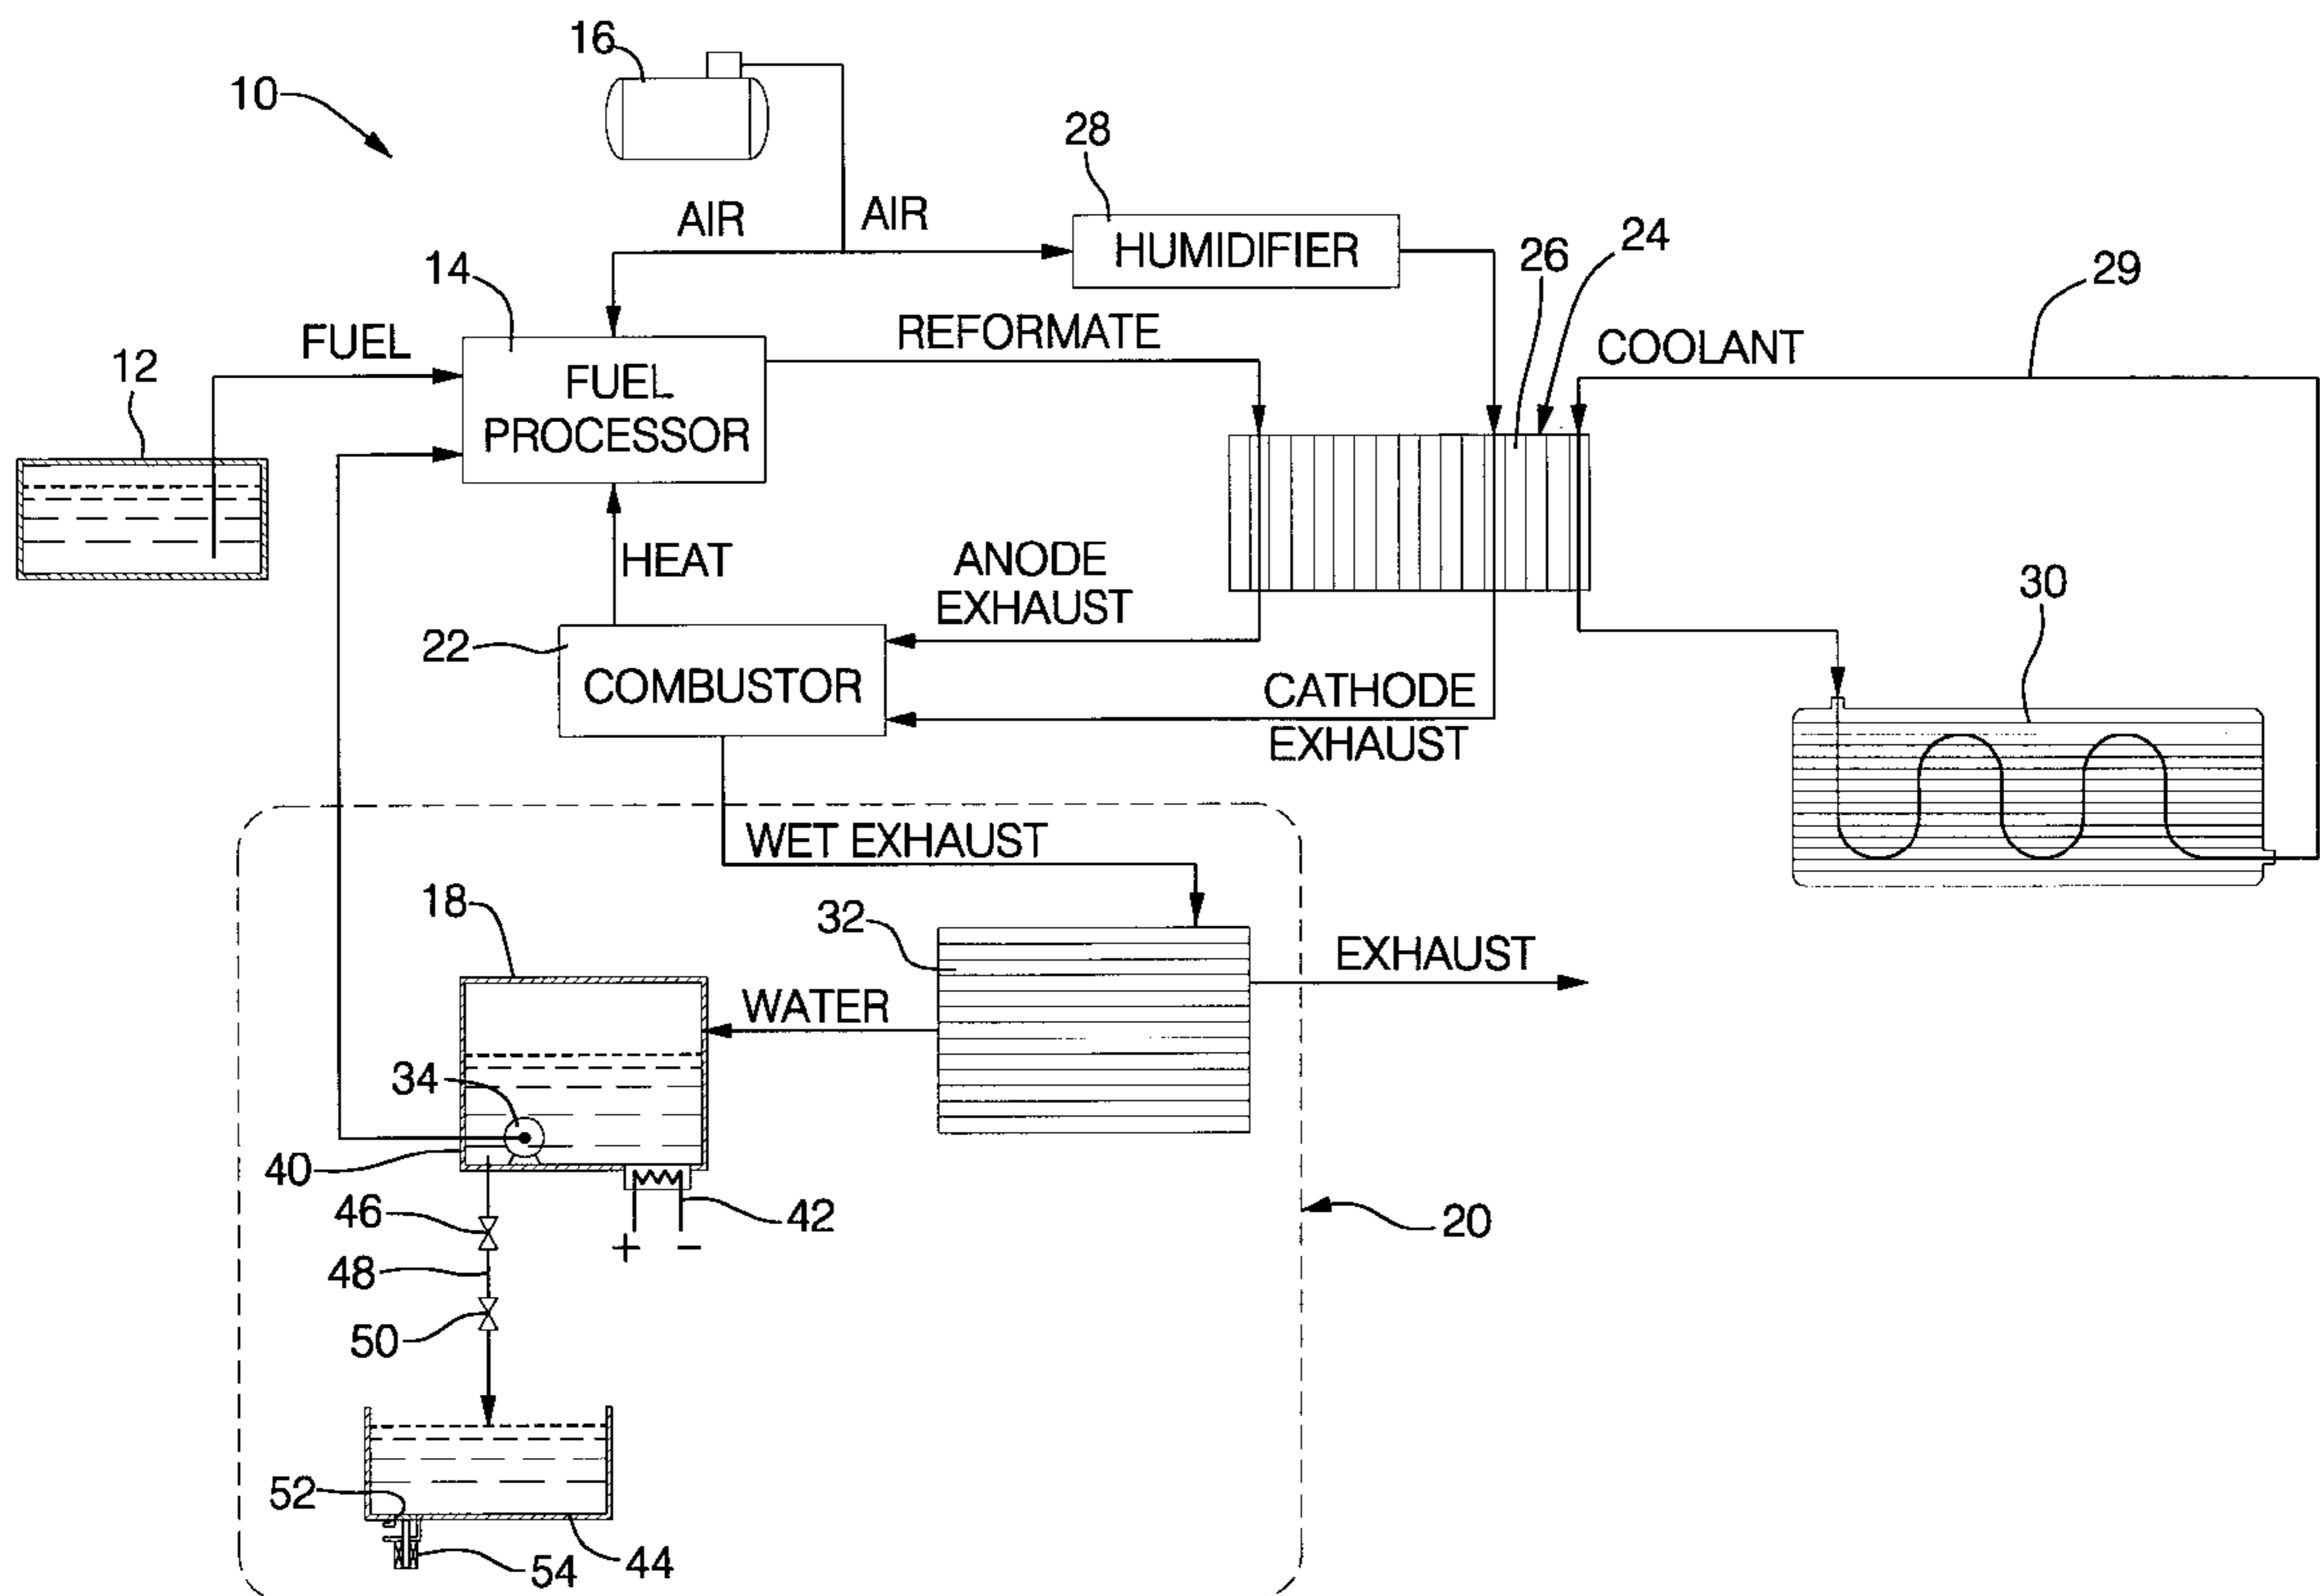 16
10
28
AIR
AIR
24
HUMIDIFIER
26
29
14
FUEL
REFORMATE
COOLANT
12
FUEL
PROCESSOR
HEAT
ANODE
EXHAUST
30
22
COMBUSTOR
CATHODE
EXHAUST
WET EXHAUST
18
32
EXHAUST
WATER
34
40
42
46
+ −
20
48
50
52
54
44